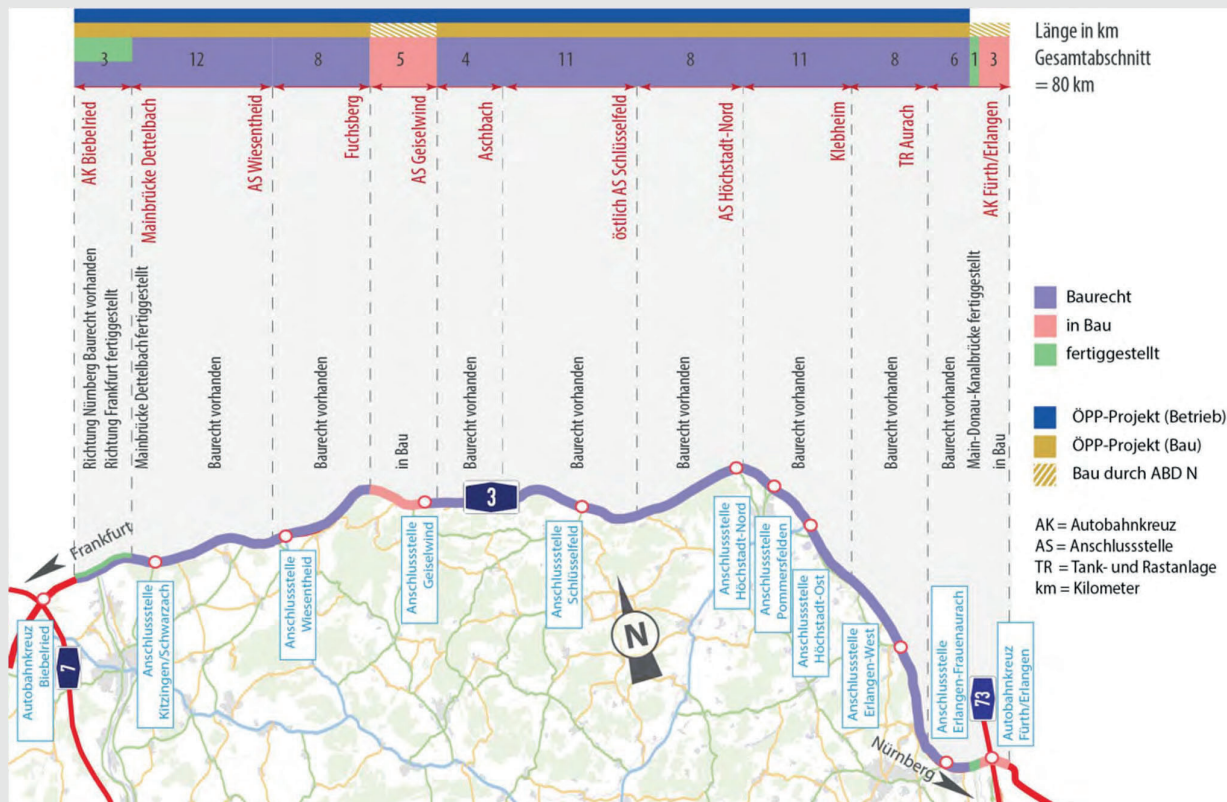 Länge in km
Gesamtabschnitt
= 80 km
3
12
8
5
4
11
8
11
8
6
1
3
AK Biebelried
Mainbrücke Dettelbach
AS Wiesentheid
Fuchsberg
AS Geiselwind
Aschbach
östlich AS Schlüsselfeld
AS Höchstadt-Nord
Klebheim
TR Aurach
AK Fürth/Erlangen
Richtung Nürnberg Baurecht vorhanden
Richtung Frankfurt fertiggestellt
Mainbrücke Dettelbach fertiggestellt
Baurecht vorhanden
Baurecht vorhanden
in Bau
Baurecht vorhanden
Baurecht vorhanden
Baurecht vorhanden
Baurecht vorhanden
Baurecht vorhanden
Baurecht vorhanden
Main-Donau-Kanalbrücke fertiggestellt
in Bau
Baurecht
in Bau
fertiggestellt
ÖPP-Projekt (Betrieb)
ÖPP-Projekt (Bau)
Bau durch ABD N
AK = Autobahnkreuz
AS = Anschlussstelle
TR = Tank- und Rastanlage
km = Kilometer
Frankfurt
3
7
73
N
Nürnberg
Autobahnkreuz
Biebelried
Anschlussstelle
Kitzingen/Schwarzach
Anschlussstelle
Wiesentheid
Anschlussstelle
Geiselwind
Anschlussstelle
Schlüsselfeld
Anschlussstelle
Höchstadt-Nord
Anschlussstelle
Pommersfelden
Anschlussstelle
Höchstadt-Ost
Anschlussstelle
Erlangen-West
Anschlussstelle
Erlangen-Frauenaurach
Autobahnkreuz
Fürth/Erlangen